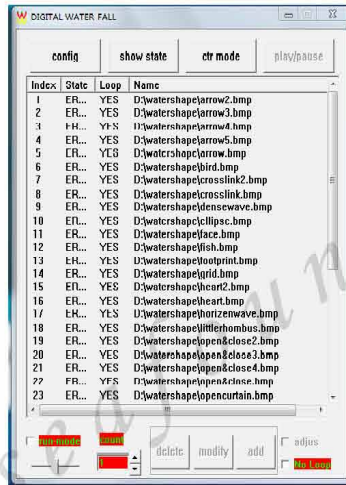 W DIGITAL WATER FALL
config show state ctr mode play/pause
Index State Loop Name
1 ER... YES D:\watershape\arrow2.bmp
2 ER... YES D:\watershape\arrow3.bmp
3 ER... YES D:\watershape\arrow4.bmp
4 ER... YES D:\watershape\arrow5.bmp
5 ER... YES D:\watershape\arrow.bmp
6 ER... YES D:\watershape\bird.bmp
7 ER... YES D:\watershape\crosslink2.bmp
8 ER... YES D:\watershape\crosslink.bmp
9 ER... YES D:\watershape\densewave.bmp
10 ER... YES D:\watershape\ellipse.bmp
11 ER... YES D:\watershape\face.bmp
12 ER... YES D:\watershape\fish.bmp
13 ER... YES D:\watershape\footprint.bmp
14 ER... YES D:\watershape\grid.bmp
15 ER... YES D:\watershape\heart2.bmp
16 ER... YES D:\watershape\heart.bmp
17 ER... YES D:\watershape\horizenwave.bmp
18 ER... YES D:\watershape\littlerhombus.bmp
19 ER... YES D:\watershape\open&close2.bmp
20 ER... YES D:\watershape\open&close3.bmp
21 ER... YES D:\watershape\open&close4.bmp
22 ER... YES D:\watershape\open&close.bmp
23 ER... YES D:\watershape\opencurtain.bmp
run-mode count delete modify add adjus
1 No Loop
seafoun